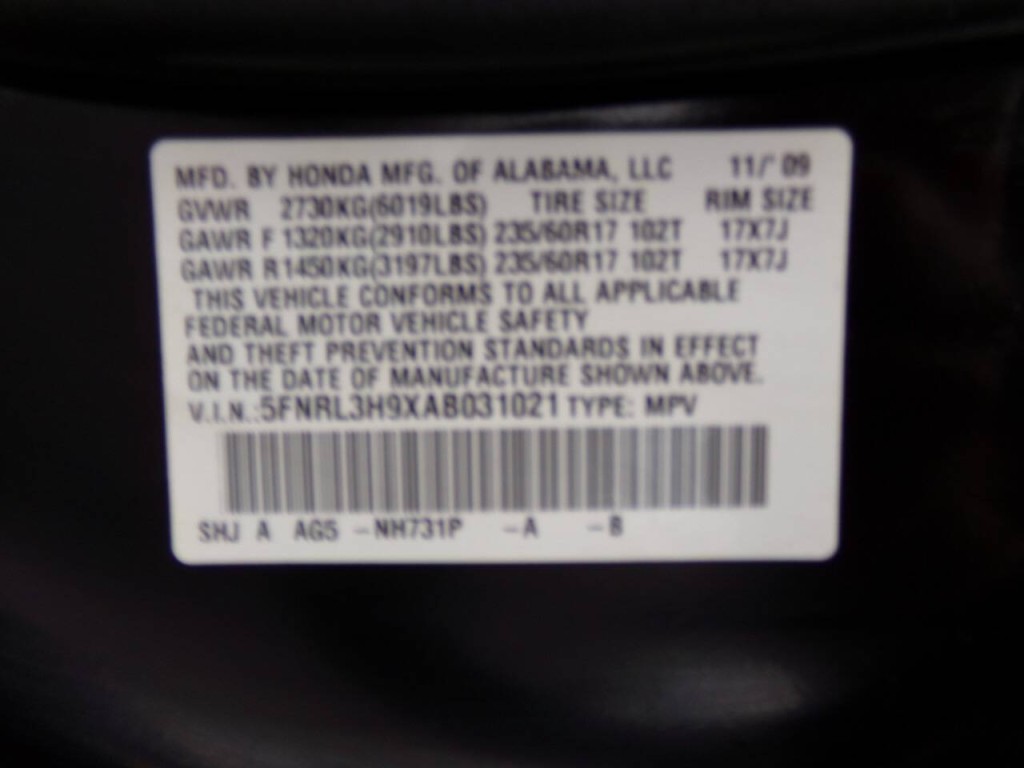 MFD. BY HONDA MFG. OF ALABAMA, LLC 11/' 09
GVWR 2730KG(6019LBS) TIRE SIZE RIM SIZE
GAWR F 1320KG(2910LBS) 235/60R17 102T 17X7J
GAWR R1450KG(3197LBS) 235/60R17 102T 17X7J
THIS VEHICLE CONFORMS TO ALL APPLICABLE
FEDERAL MOTOR VEHICLE SAFETY
AND THEFT PREVENTION STANDARDS IN EFFECT
ON THE DATE OF MANUFACTURE SHOWN ABOVE.
V.I.N.:5FNRL3H9XAB031021 TYPE: MPV
SHJ A AG5 -NH731P -A -B